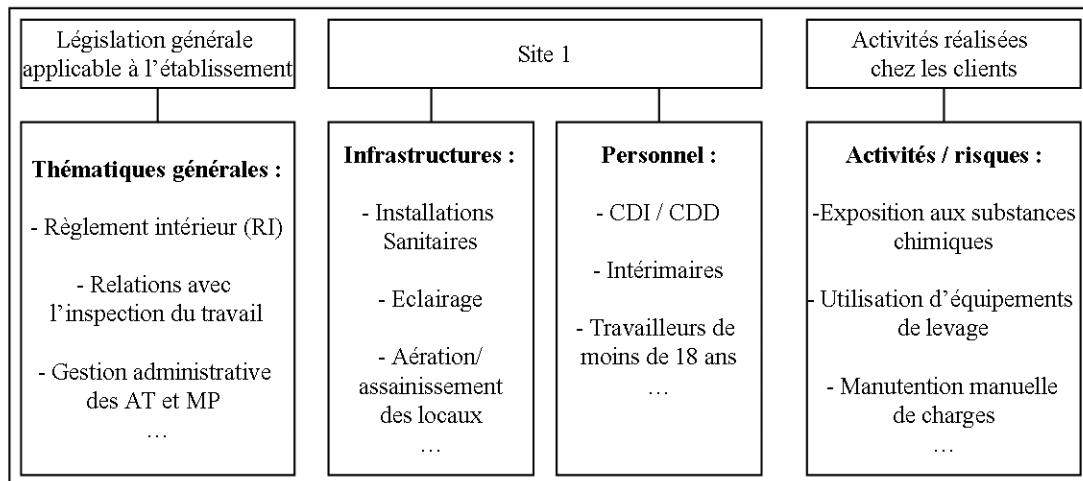 Législation générale
applicable à l'établissement
Site 1
Activités réalisées
chez les clients
Thématiques générales :
- Règlement intérieur (RI)
- Relations avec
l'inspection du travail
- Gestion administrative
des AT et MP
…
Infrastructures :
- Installations
Sanitaires
- Eclairage
- Aération/
assainissement
des locaux
…
Personnel :
- CDI / CDD
- Intérimaires
- Travailleurs de
moins de 18 ans
…
Activités / risques :
-Exposition aux substances
chimiques
- Utilisation d'équipements
de levage
- Manutention manuelle
de charges
…